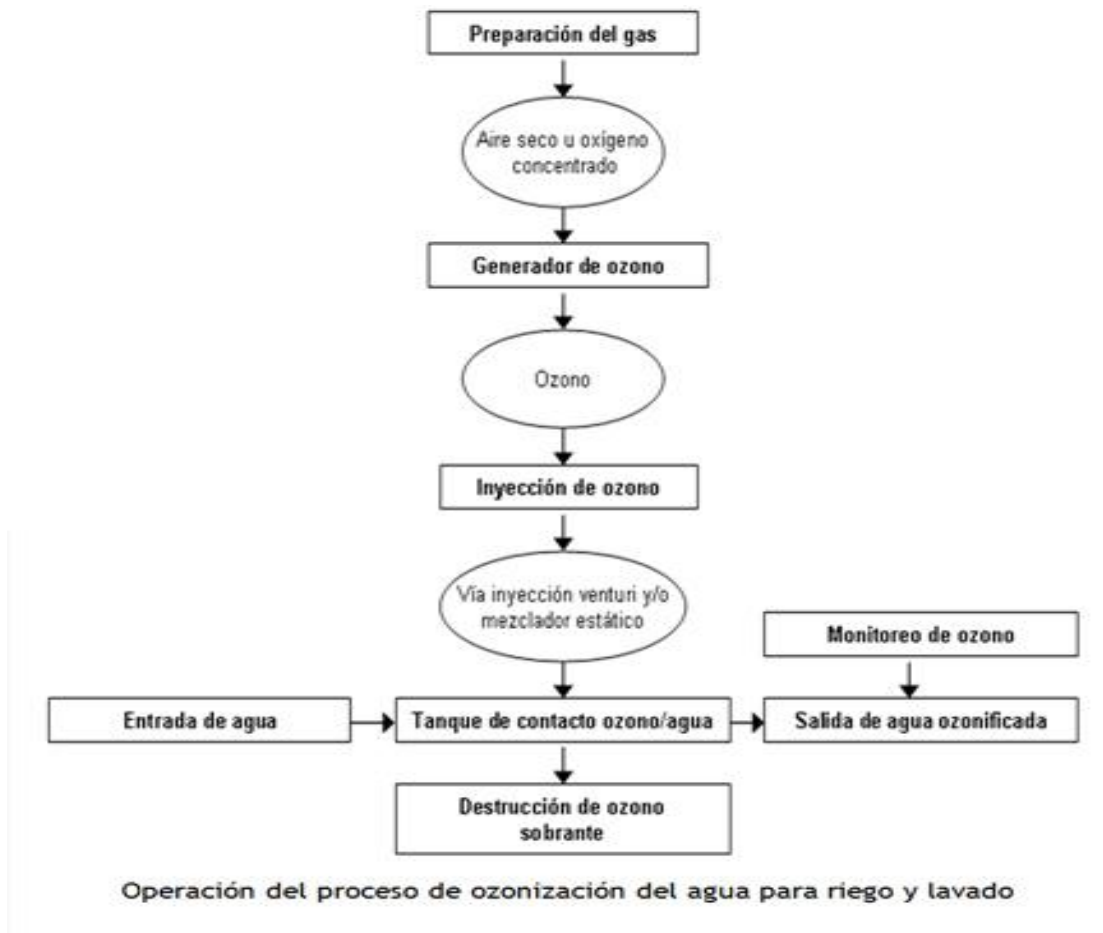 Preparación del gas
Aire seco u oxígeno
concentrado
Generador de ozono
Ozono
Inyección de ozono
Vía inyección venturi y/o
mezclador estático
Monitoreo de ozono
Entrada de agua
Tanque de contacto ozono/agua
Salida de agua ozonificada
Destrucción de ozono
sobrante
Operación del proceso de ozonización del agua para riego y lavado